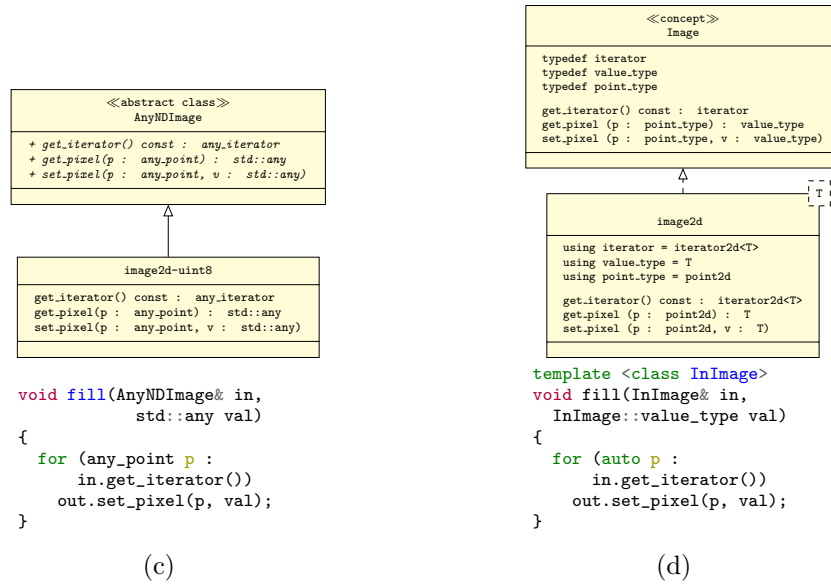 ≪abstract class≫
AnyNDImage
+ get_iterator() const : any_iterator
+ get_pixel(p : any_point) : std::any
+ set_pixel(p : any_point, v : std::any)
image2d-uint8
get_iterator() const : any_iterator
get_pixel(p : any_point) : std::any
set_pixel(p : any_point, v : std::any)
void fill(AnyNDImage& in,
std::any val)
{
for (any_point p :
in.get_iterator())
out.set_pixel(p, val);
}
(c)
≪concept≫
Image
typedef iterator
typedef value_type
typedef point_type
get_iterator() const : iterator
get_pixel (p : point_type) : value_type
set_pixel (p : point_type, v : value_type)
T
image2d
using iterator = iterator2d<T>
using value_type = T
using point_type = point2d
get_iterator() const : iterator2d<T>
get_pixel (p : point2d) : T
set_pixel (p : point2d, v : T)
template <class InImage>
void fill(InImage& in,
InImage::value_type val)
{
for (auto p :
in.get_iterator())
out.set_pixel(p, val);
}
(d)